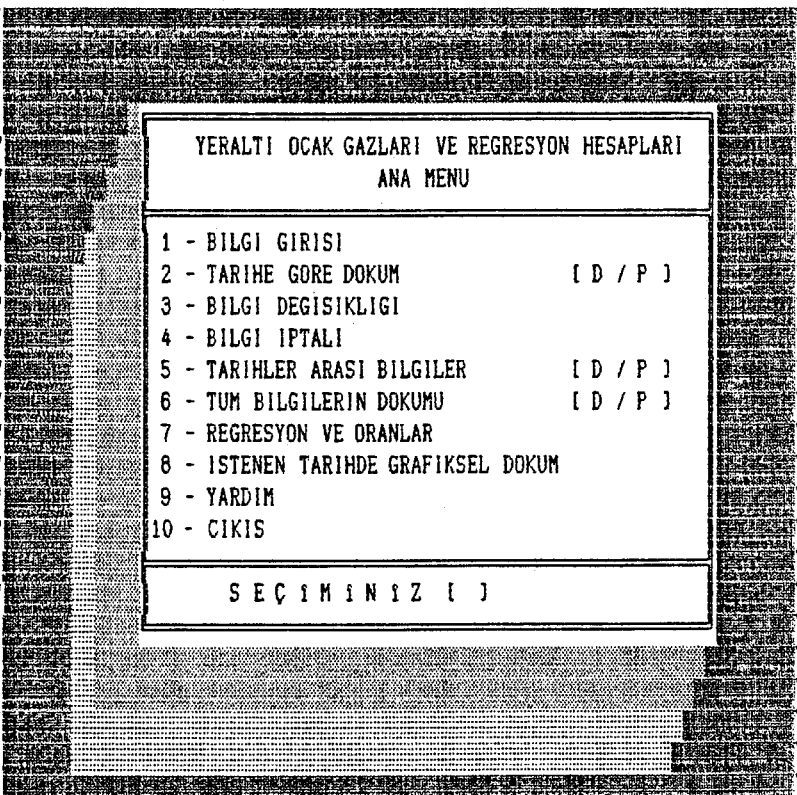 YERALTI OCAK GAZLARI VE REGRESYON HESAPLARI
ANA MENU
1 - BILGI GIRISI
2 - TARIHE GORE DOKUM [ D / P ]
3 - BILGI DEGISIKLIGI
4 - BILGI IPTALI
5 - TARIHLER ARASI BILGILER [ D / P ]
6 - TUM BILGILERIN DOKUMU [ D / P ]
7 - REGRESYON VE ORANLAR
8 - ISTENEN TARIHDE GRAFIKSEL DOKUM
9 - YARDIM
10 - CIKIS
S E Ç İ M İ N İ Z [ ]